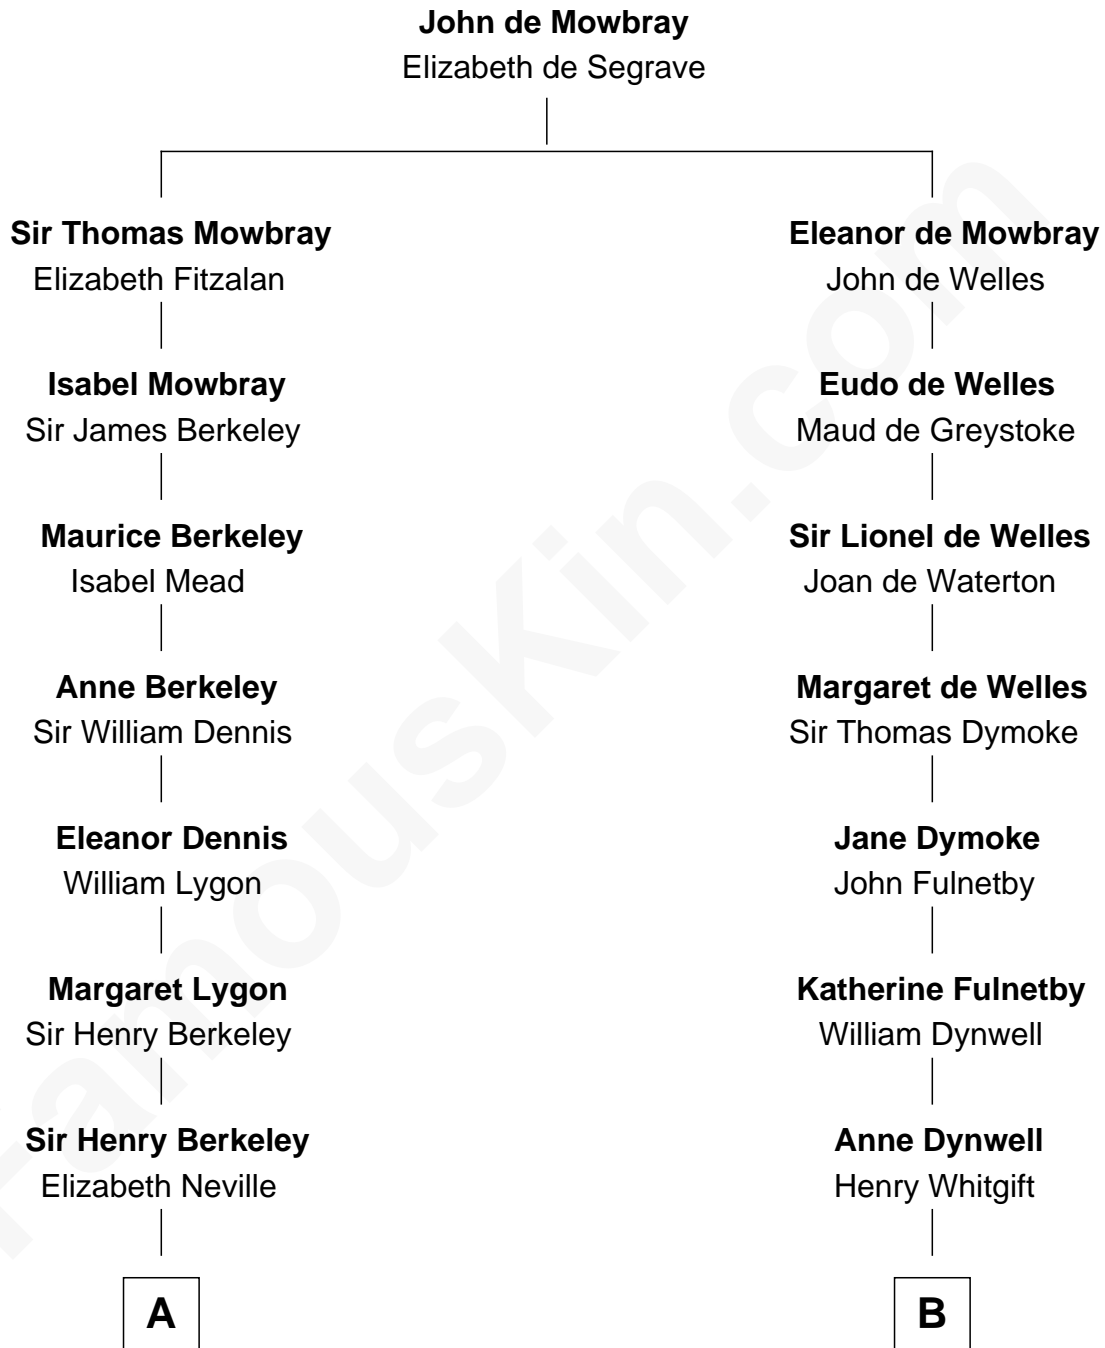 John de Mowbray
Elizabeth de Segrave
Sir Thomas Mowbray
Elizabeth Fitzalan
Eleanor de Mowbray
John de Welles
Isabel Mowbray
Sir James Berkeley
Eudo de Welles
Maud de Greystoke
Maurice Berkeley
Isabel Mead
Sir Lionel de Welles
Joan de Waterton
Anne Berkeley
Sir William Dennis
Margaret de Welles
Sir Thomas Dymoke
Eleanor Dennis
William Lygon
Jane Dymoke
John Fulnetby
Margaret Lygon
Sir Henry Berkeley
Katherine Fulnetby
William Dynwell
Sir Henry Berkeley
Elizabeth Neville
Anne Dynwell
Henry Whitgift
A
B
FamousKin.com